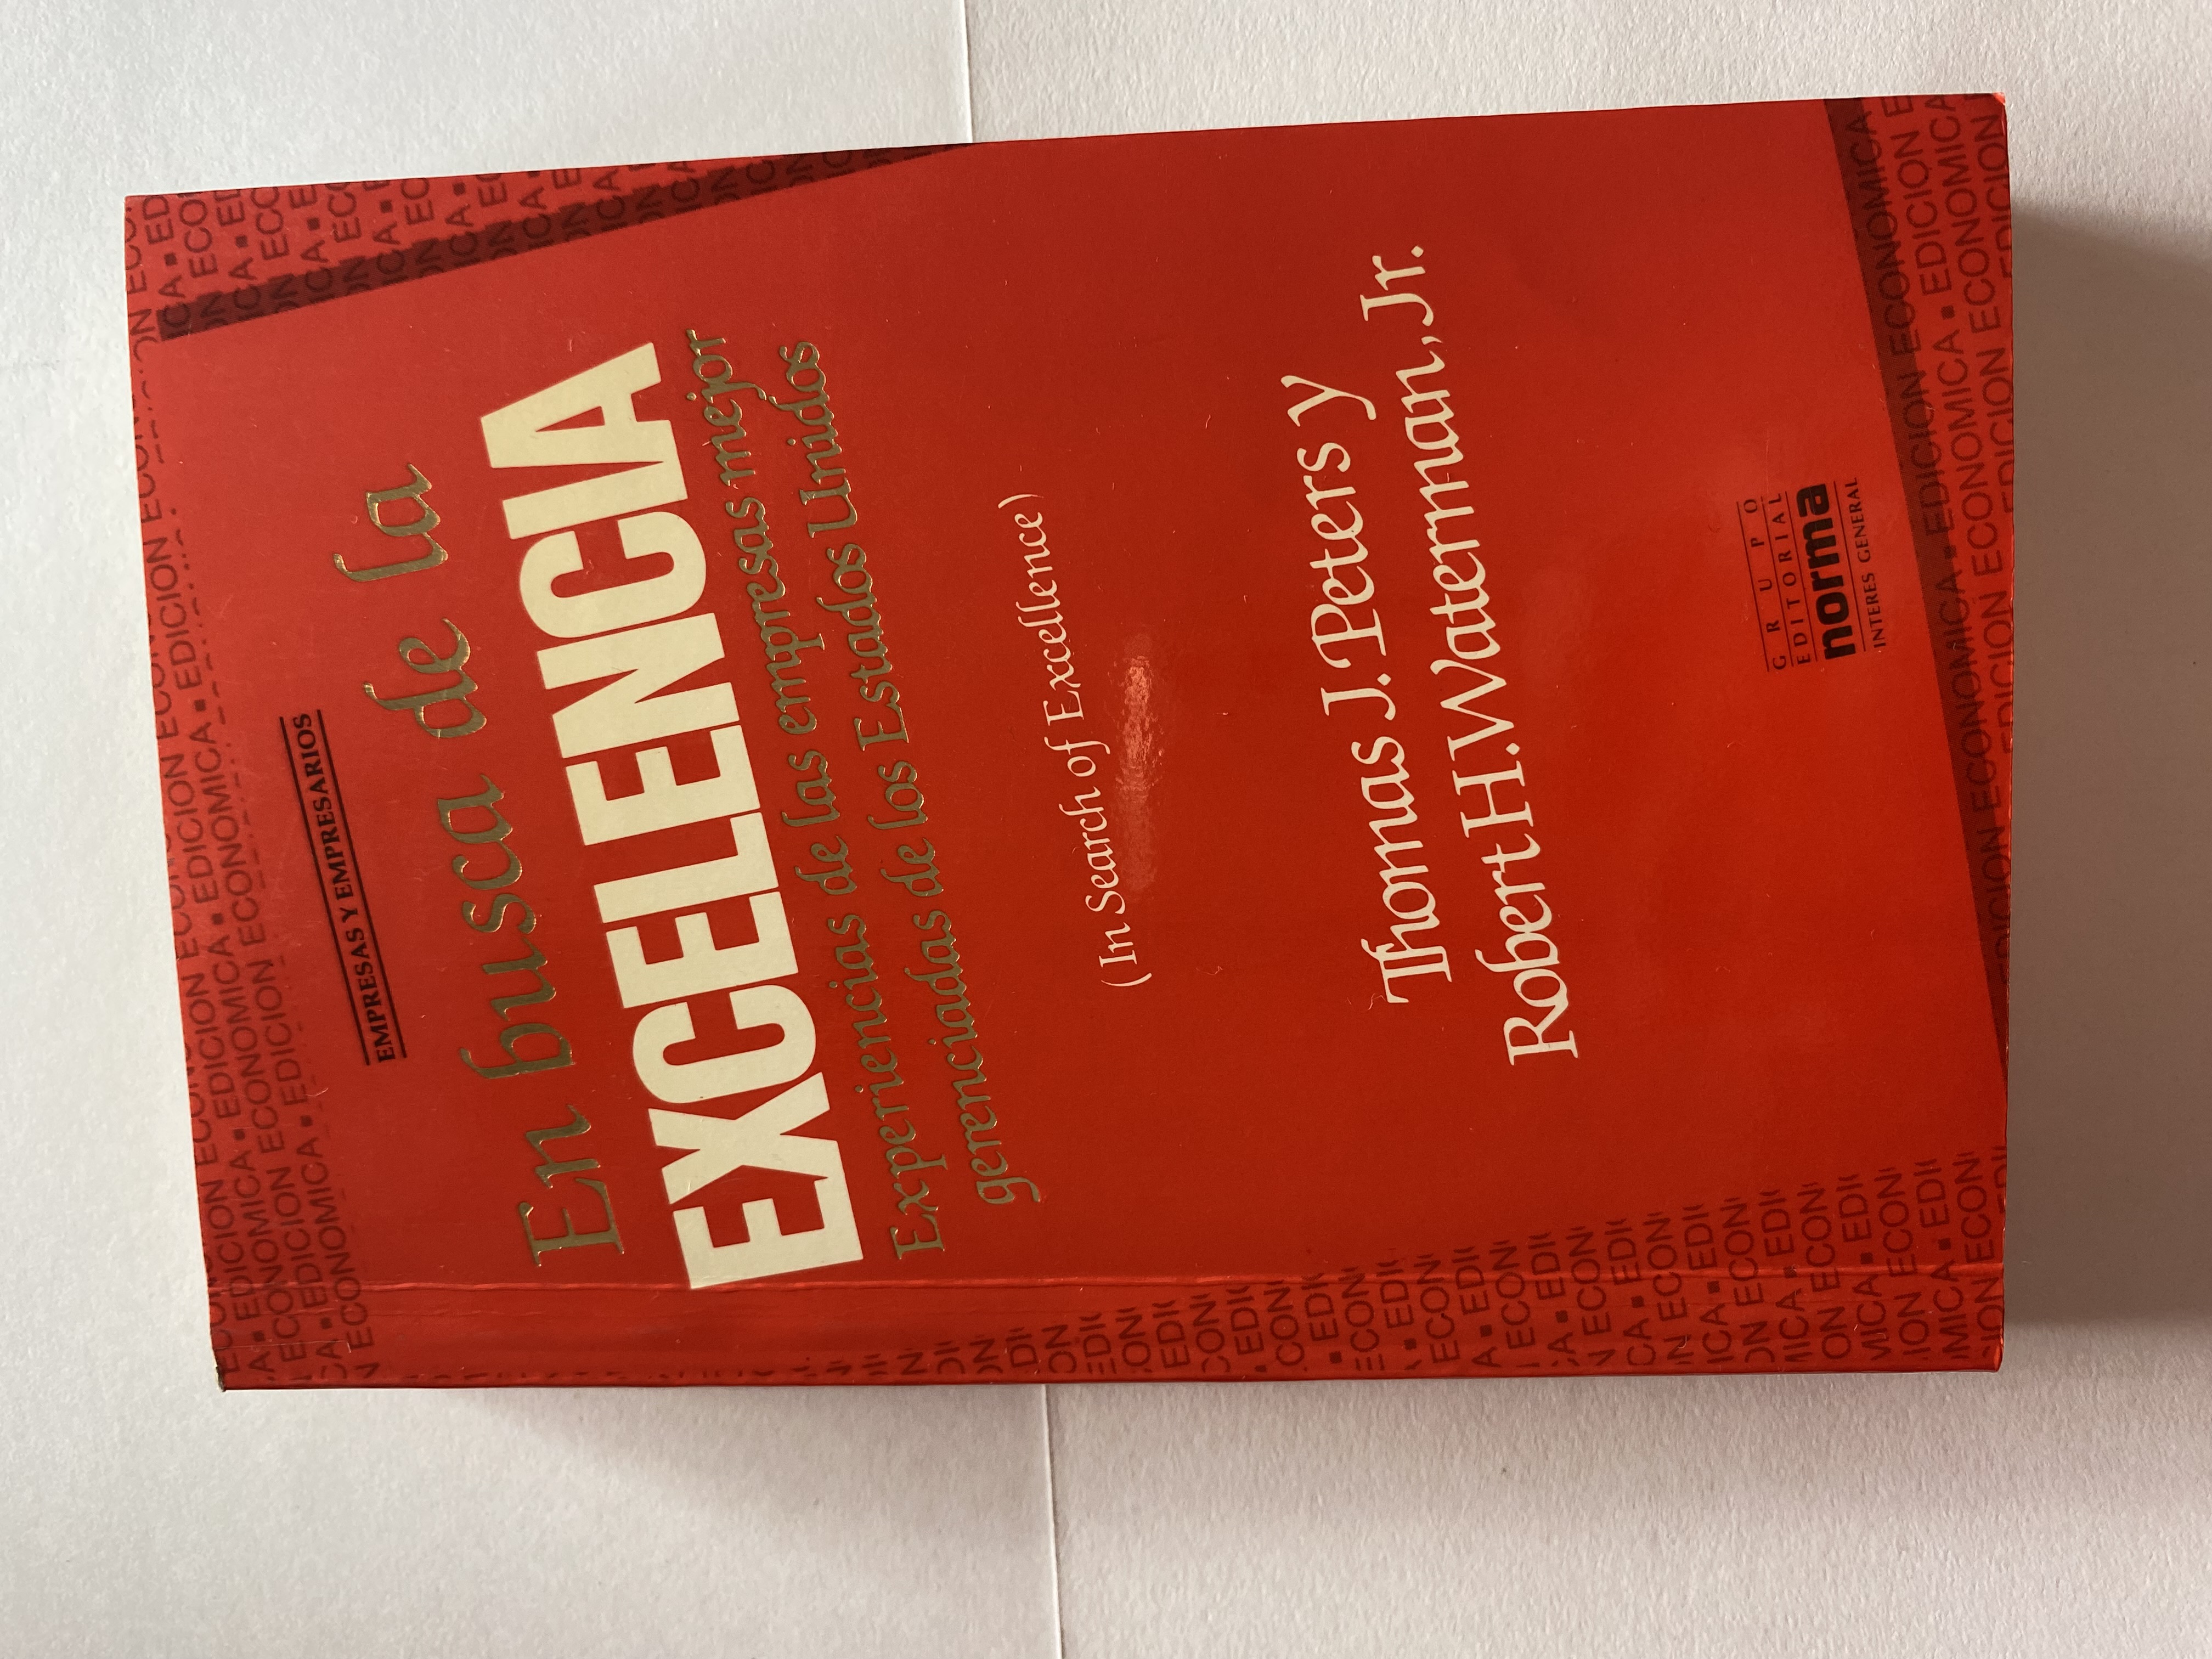 EDICION ECONOMICA ▪ EDICION ECONOMICA ▪ EDICION
ECONOMICA ▪ EDICION ECONOMICA ▪ EDICION
EMPRESAS Y EMPRESARIOS
En busca de la
EXCELENCIA
Experiencias de las empresas mejor
gerenciadas de los Estados Unidos
(In Search of Excellence)
Thomas J. Peters y
Robert H. Waterman, Jr.
GRUPO
EDITORIAL
norma
INTERES GENERAL
EDICION ECONOMICA ▪ EDICION ECONOMICA
EDICION ECONOMICA ▪ EDICION
EDICION ECONOMICA